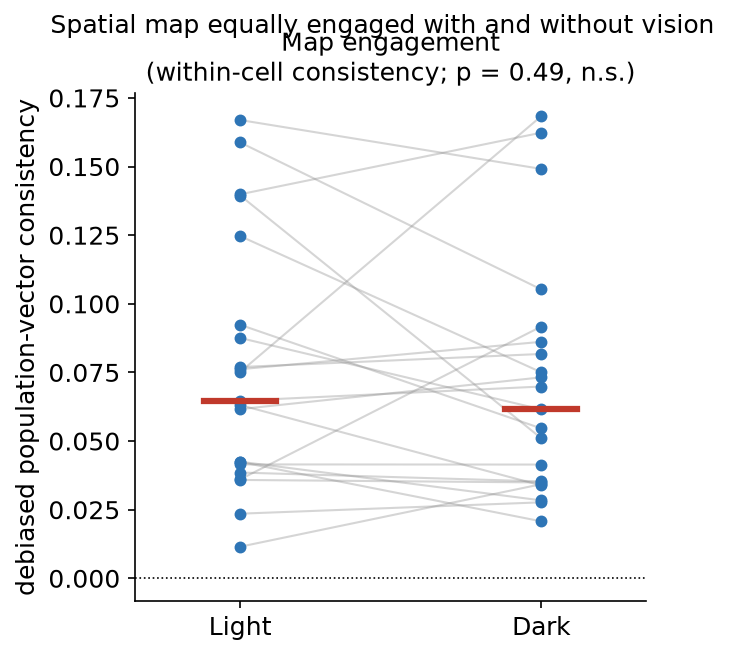 Spatial map equally engaged with and without vision
Map engagement
(within-cell consistency; p = 0.49, n.s.)
debiased population-vector consistency
0.175
0.150
0.125
0.100
0.075
0.050
0.025
0.000
Light
Dark